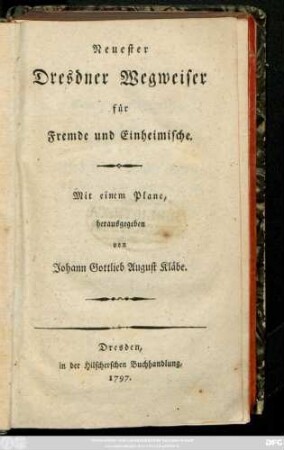 Neuester
Dresdner Wegweiser
für
Fremde und Einheimische.
Mit einem Plane,
herausgegeben
von
Johann Gottlieb August Kläbe.
Dresden,
in der Hilscherschen Buchhandlung,
1797.